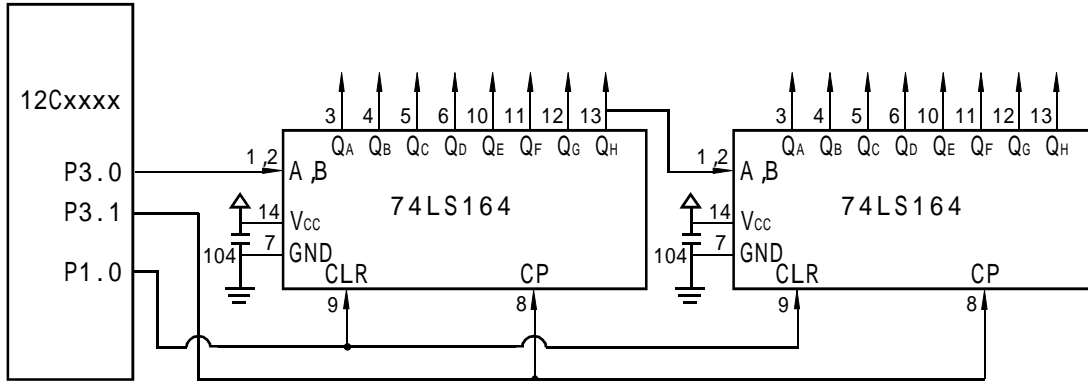 12Cxxxx
P3.0
P3.1
P1.0
3 4 5 6 10 11 12 13
QA QB QC QD QE QF QG QH
1,2
A,B
74LS164
14
VCC
7
GND
104
CLR
CP
9
8
3 4 5 6 10 11 12 13
QA QB QC QD QE QF QG QH
1,2
A,B
74LS164
14
VCC
7
GND
104
CLR
CP
9
8